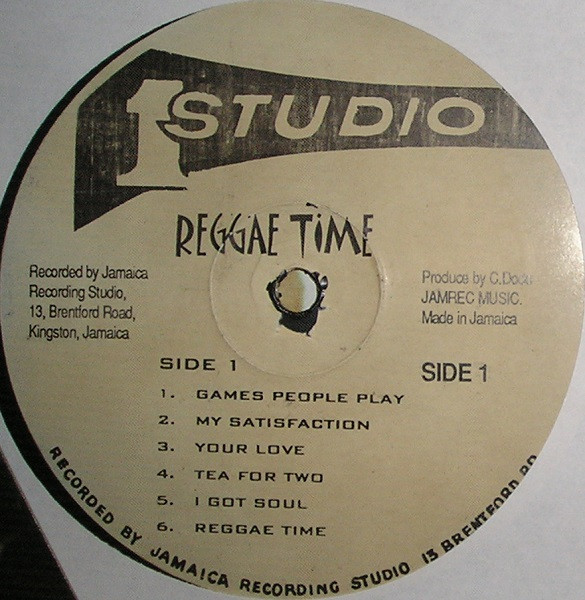 1 STUDIO
REGGAE TIME
Recorded by Jamaica
Recording Studio,
13, Brentford Road,
Kingston, Jamaica
Produce by C.Dodd
JAMREC MUSIC.
Made in Jamaica
SIDE 1
SIDE 1
1. GAMES PEOPLE PLAY
2. MY SATISFACTION
3. YOUR LOVE
4. TEA FOR TWO
5. I GOT SOUL
6. REGGAE TIME
RECORDED BY JAMAICA RECORDING STUDIO 13 BRENTFORD RD